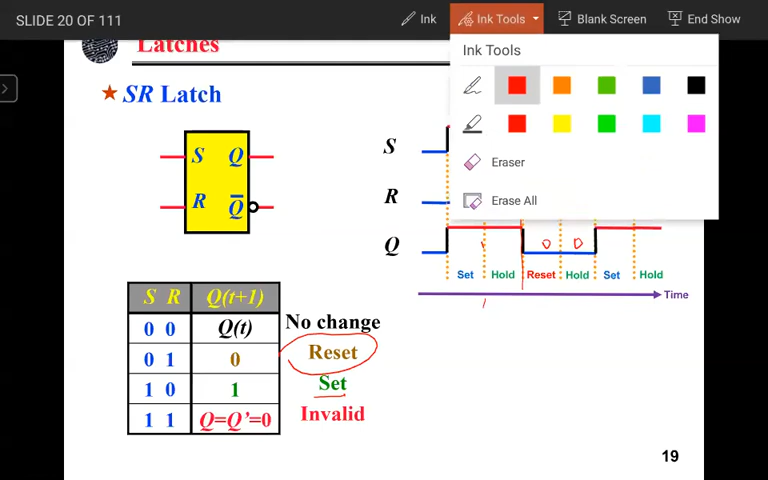 SLIDE 20 OF 111
Ink
Ink Tools
Blank Screen
End Show
Ink Tools
Eraser
Erase All
Latches
★ SR Latch
S Q
R Q̅
S
R
Q
0 0
Set Hold Reset Hold Set Hold
Time
S R Q(t+1)
0 0 Q(t) No change
0 1 0 Reset
1 0 1 Set
1 1 Q=Q’=0 Invalid
19